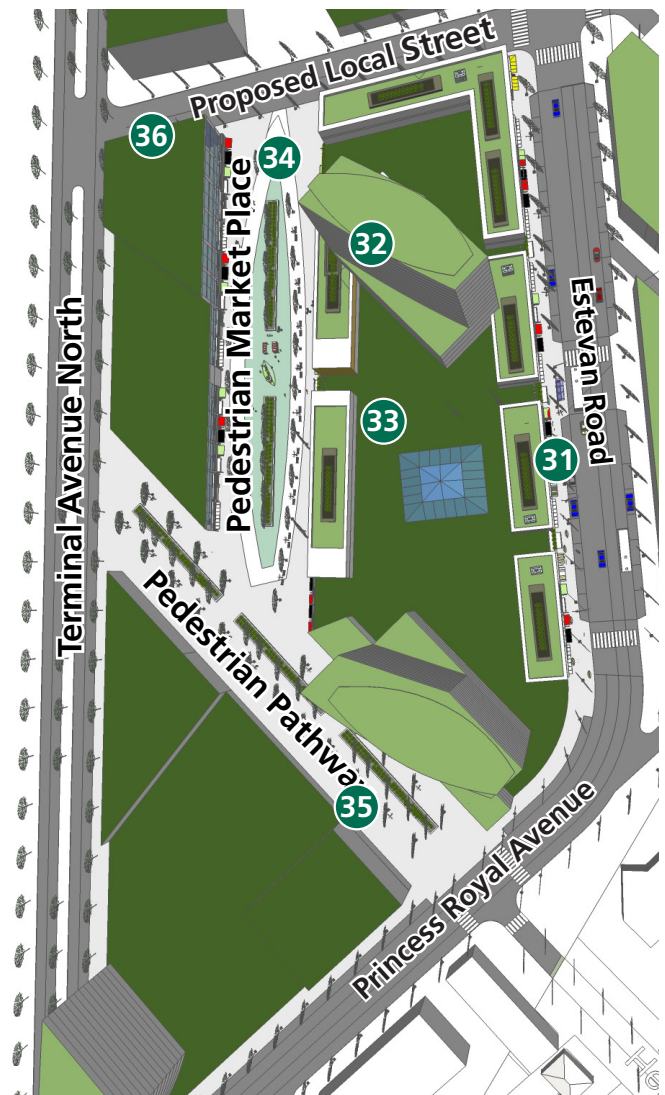 Proposed Local Street
36
34
Pedestrian Market Place
32
Estevan Road
Terminal Avenue North
33
31
Pedestrian Pathway
35
Princess Royal Avenue